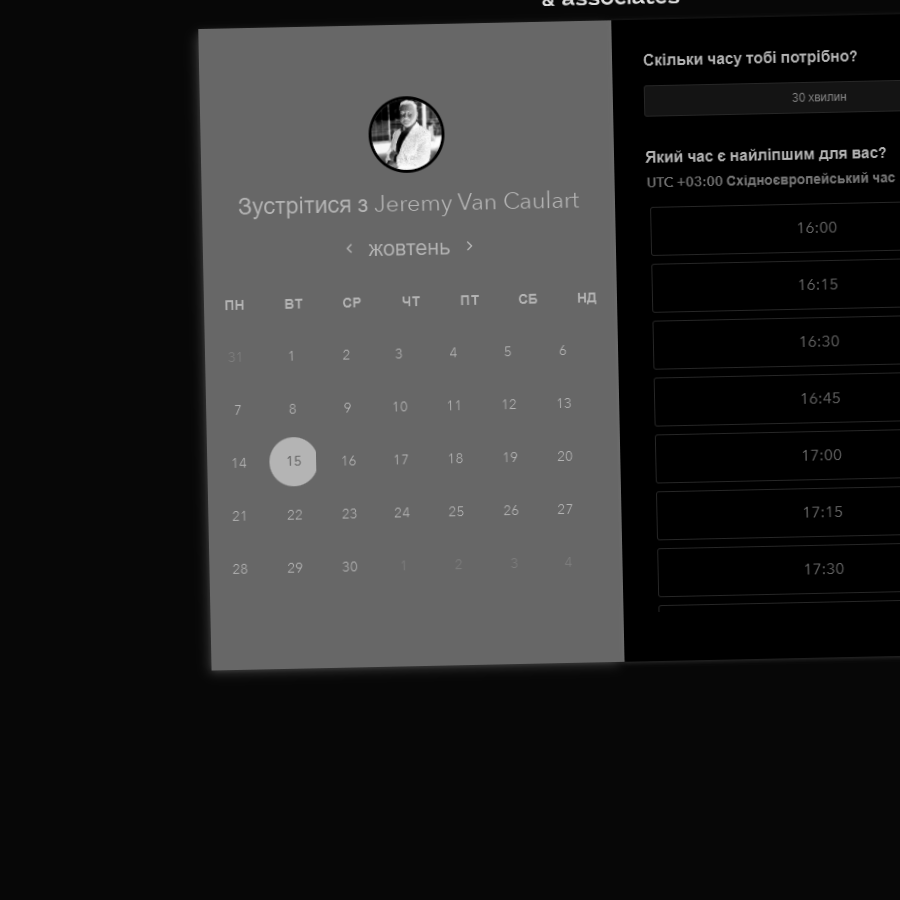 & associates
Зустрітися з Jeremy Van Caulart
‹ жовтень ›
ПН ВТ СР ЧТ ПТ СБ НД
31 1 2 3 4 5 6
7 8 9 10 11 12 13
14 15 16 17 18 19 20
21 22 23 24 25 26 27
28 29 30 1 2 3 4
Скільки часу тобі потрібно?
30 хвилин
Який час є найліпшим для вас?
UTC +03:00 Східноєвропейський час
16:00
16:15
16:30
16:45
17:00
17:15
17:30